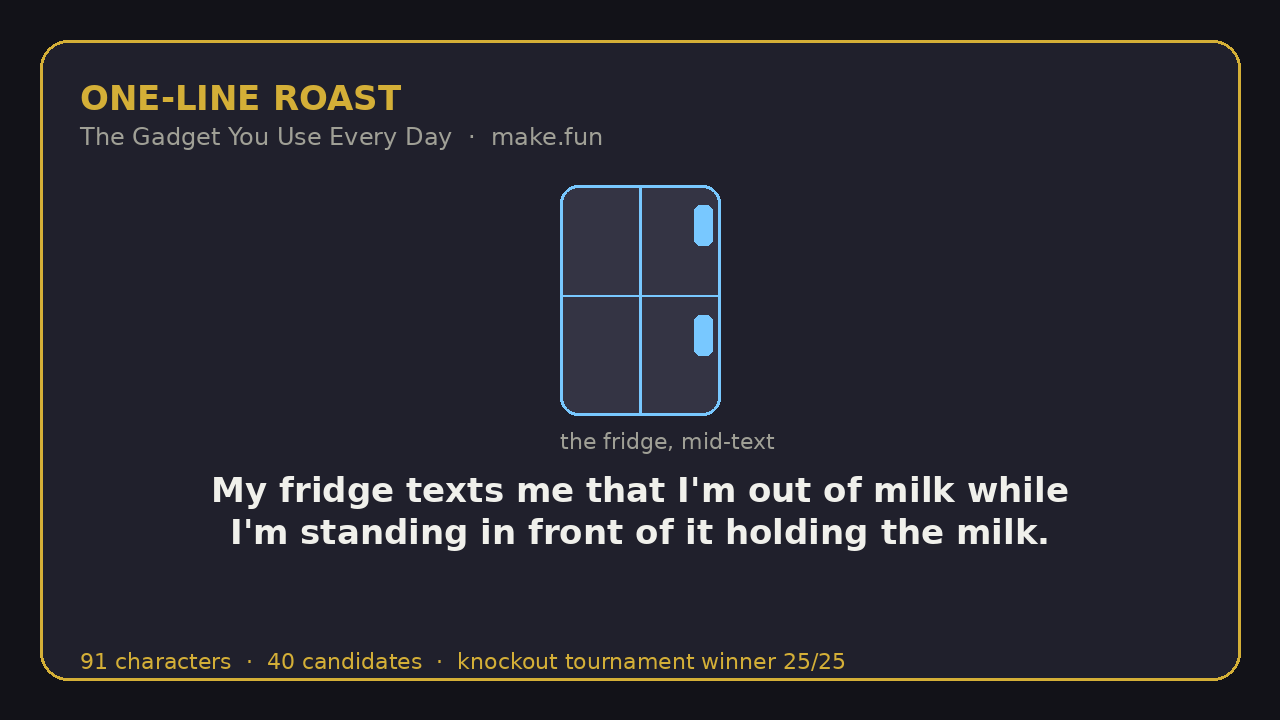 ONE-LINE ROAST
The Gadget You Use Every Day · make.fun
the fridge, mid-text
My fridge texts me that I'm out of milk while
I'm standing in front of it holding the milk.
91 characters · 40 candidates · knockout tournament winner 25/25